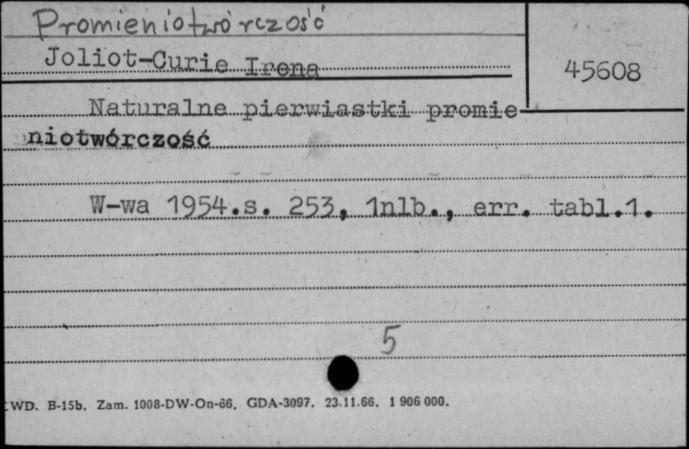 Promieniotwórczość
Joliot-Curie Irena
45608
Naturalne pierwiastki promie-
niotwórczość
W-wa 1954.s. 253, 1nlb., err. tabl.1.
5
WD. B-15b. Zam. 1008-DW-On-66. GDA-3097. 23.11.66. 1 906 000.